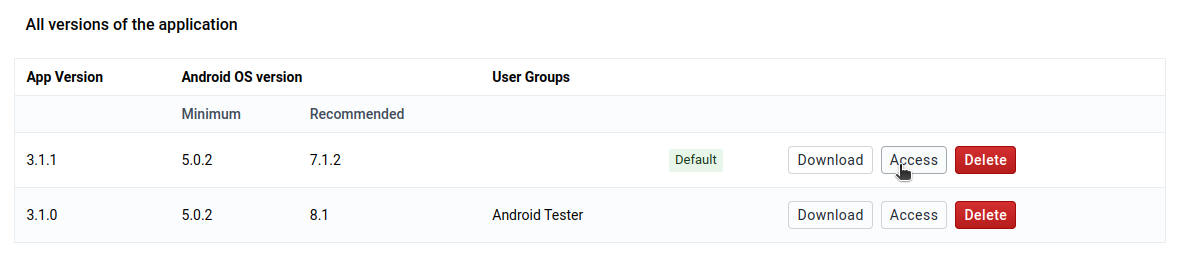 All versions of the application
App Version Android OS version User Groups
Minimum Recommended
3.1.1 5.0.2 7.1.2 Default Download Access Delete
3.1.0 5.0.2 8.1 Android Tester Download Access Delete